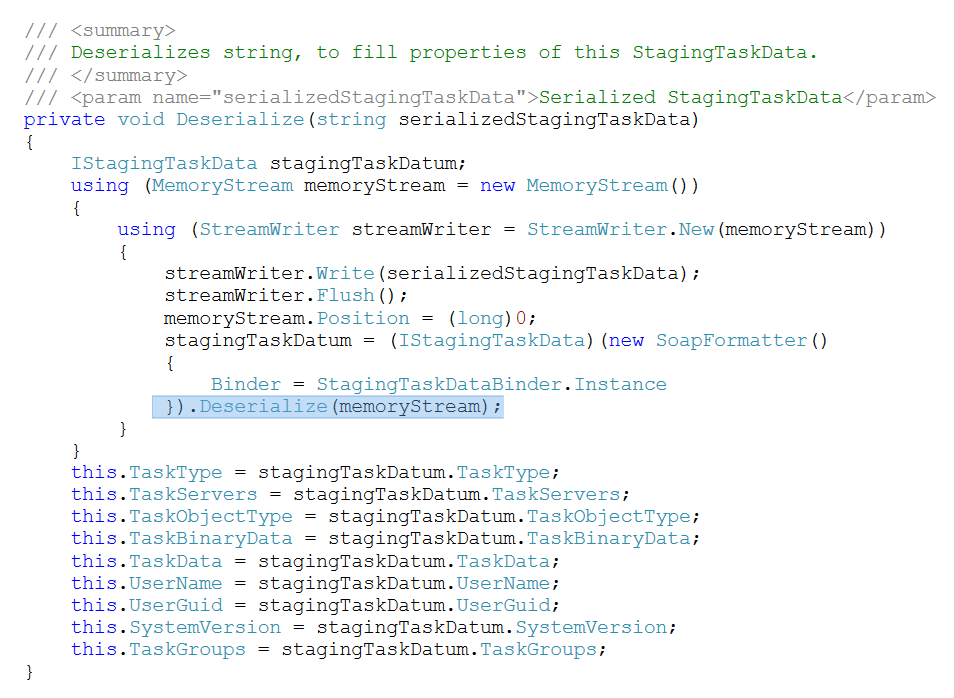 /// <summary>
/// Deserializes string, to fill properties of this StagingTaskData.
/// </summary>
/// <param name="serializedStagingTaskData">Serialized StagingTaskData</param>
private void Deserialize(string serializedStagingTaskData)
{
    IStagingTaskData stagingTaskDatum;
    using (MemoryStream memoryStream = new MemoryStream())
    {
        using (StreamWriter streamWriter = StreamWriter.New(memoryStream))
        {
            streamWriter.Write(serializedStagingTaskData);
            streamWriter.Flush();
            memoryStream.Position = (long)0;
            stagingTaskDatum = (IStagingTaskData)(new SoapFormatter()
            {
                Binder = StagingTaskDataBinder.Instance
            }).Deserialize(memoryStream);
        }
    }
    this.TaskType = stagingTaskDatum.TaskType;
    this.TaskServers = stagingTaskDatum.TaskServers;
    this.TaskObjectType = stagingTaskDatum.TaskObjectType;
    this.TaskBinaryData = stagingTaskDatum.TaskBinaryData;
    this.TaskData = stagingTaskDatum.TaskData;
    this.UserName = stagingTaskDatum.UserName;
    this.UserGuid = stagingTaskDatum.UserGuid;
    this.SystemVersion = stagingTaskDatum.SystemVersion;
    this.TaskGroups = stagingTaskDatum.TaskGroups;
}